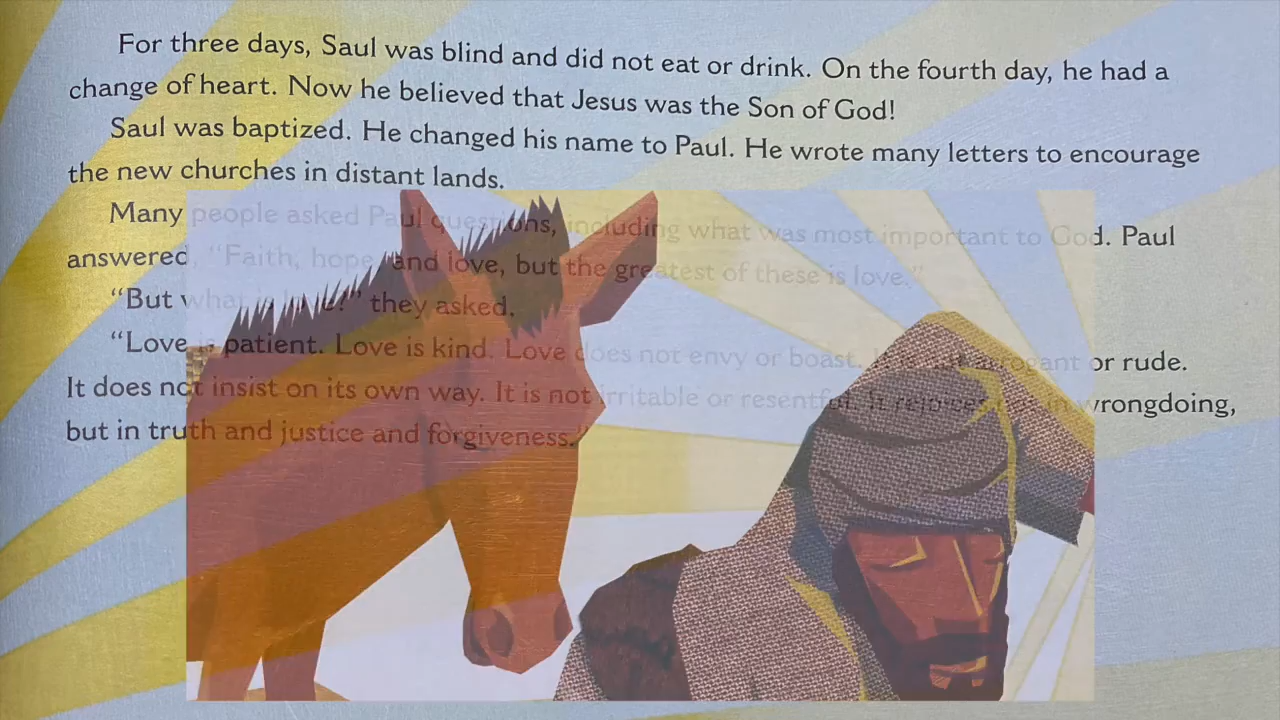 For three days, Saul was blind and did not eat or drink. On the fourth day, he had a
change of heart. Now he believed that Jesus was the Son of God!
Saul was baptized. He changed his name to Paul. He wrote many letters to encourage
the new churches in distant lands.
Many people asked Paul questions, including what was most important to God. Paul
answered, “Faith, hope and love, but the greatest of these is love.”
“But what is love?” they asked.
“Love is patient. Love is kind. Love does not envy or boast. It is not arrogant or rude.
It does not insist on its own way. It is not irritable or resentful. It rejoices not in wrongdoing,
but in truth and justice and forgiveness.”